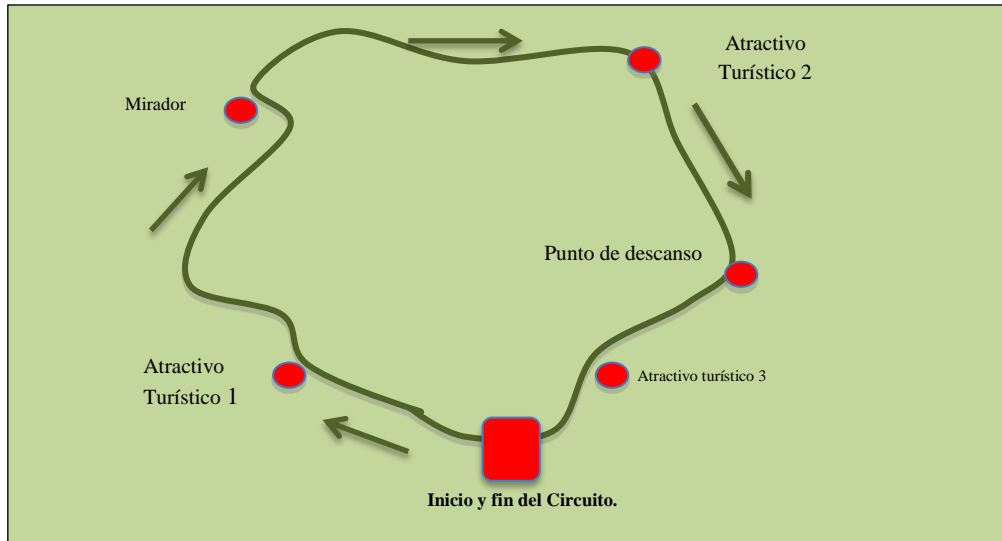 Atractivo
Turístico 2
Mirador
Punto de descanso
Atractivo
Turístico 1
Atractivo turístico 3
Inicio y fin del Circuito.